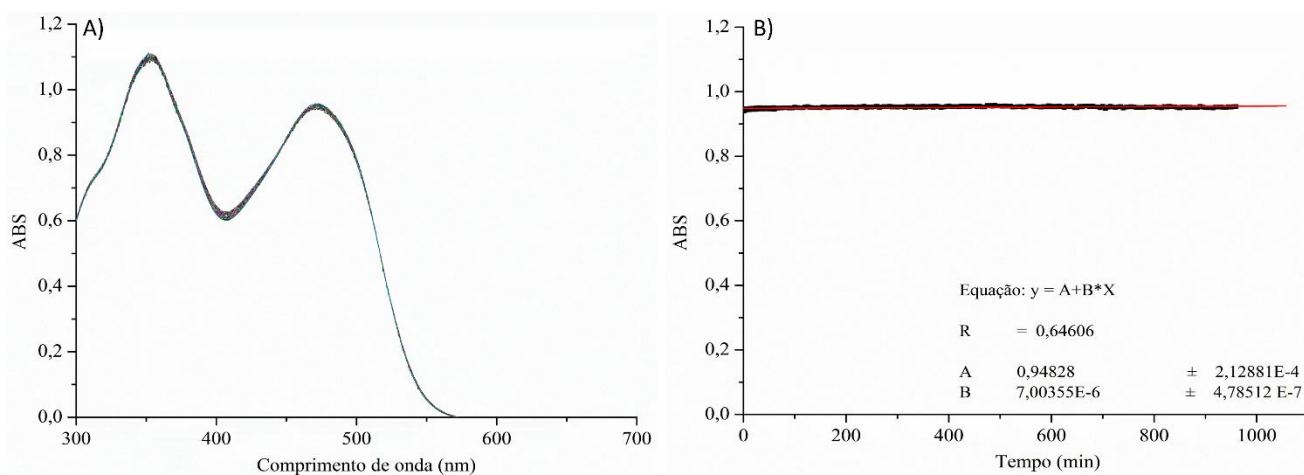 A)
1,2
1,0
0,8
0,6
0,4
0,2
0,0
ABS
300 400 500 600 700
Comprimento de onda (nm)
B)
1,2
1,0
0,8
0,6
0,4
0,2
0,0
ABS
Equação: y = A+B*X
R = 0,64606
A 0,94828 ± 2,12881E-4
B 7,00355E-6 ± 4,78512 E-7
0 200 400 600 800 1000
Tempo (min)